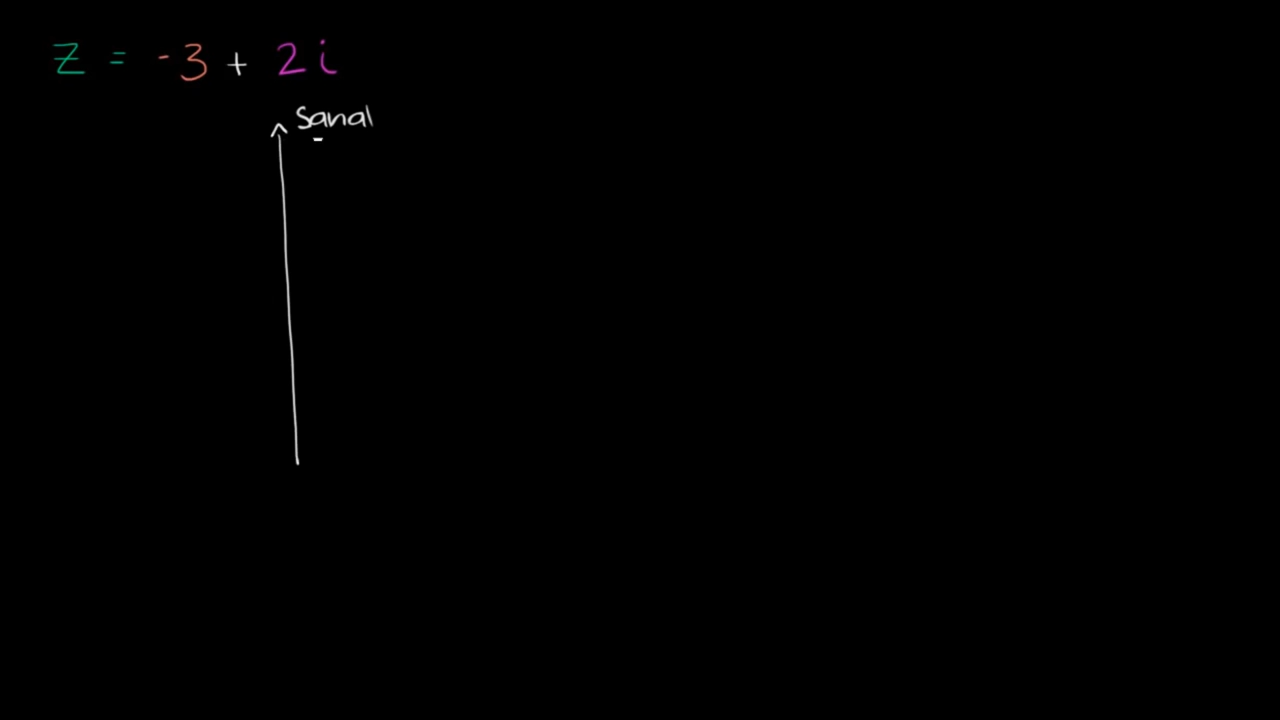 Z = -3 + 2i
Sanal